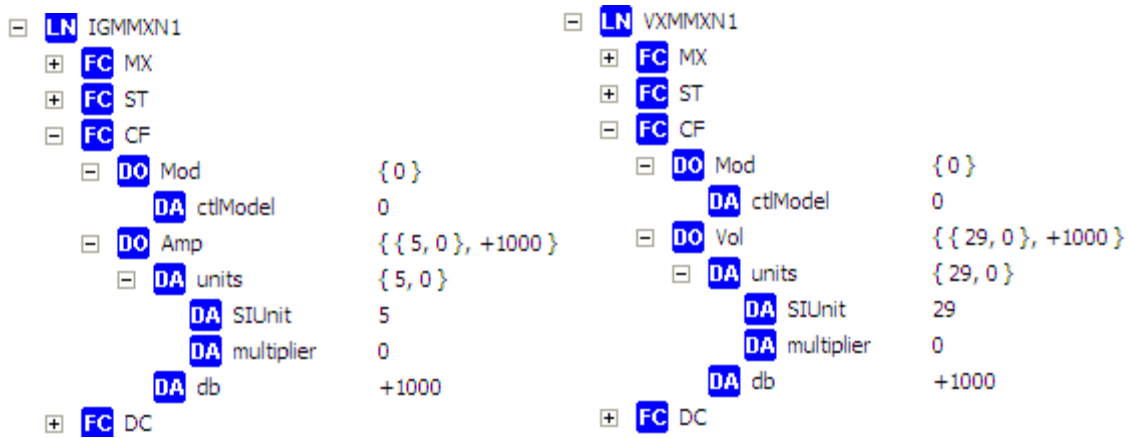 LN IGMMXN1
FC MX
FC ST
FC CF
DO Mod { 0 }
DA ctlModel 0
DO Amp { { 5, 0 }, +1000 }
DA units { 5, 0 }
DA SIUnit 5
DA multiplier 0
DA db +1000
FC DC
LN VXMMXN1
FC MX
FC ST
FC CF
DO Mod { 0 }
DA ctlModel 0
DO Vol { { 29, 0 }, +1000 }
DA units { 29, 0 }
DA SIUnit 29
DA multiplier 0
DA db +1000
FC DC